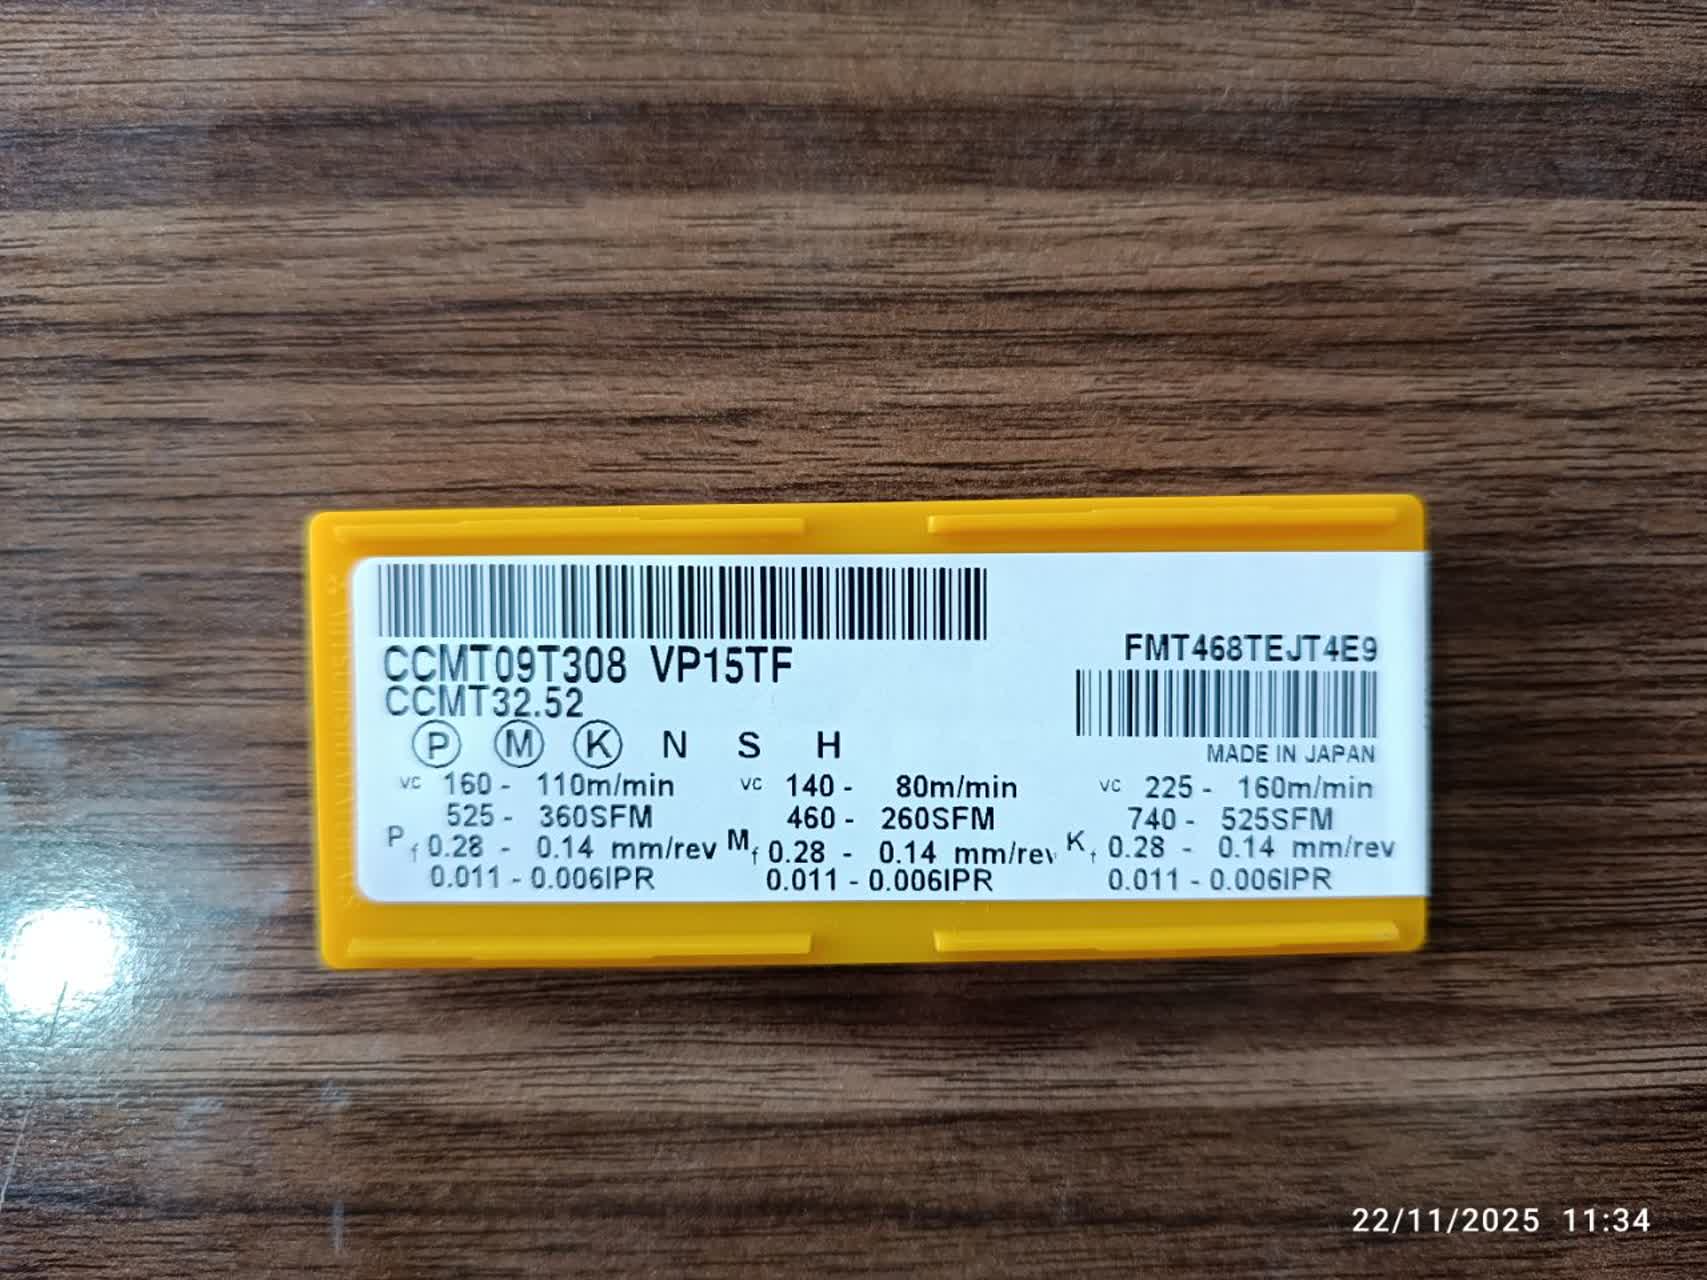 CCMT09T308 VP15TF
CCMT32.52
FMT468TEJT4E9
P M K N S H
MADE IN JAPAN
vc 160 - 110m/min
525 - 360SFM
P f 0.28 - 0.14 mm/rev
0.011 - 0.006IPR
vc 140 - 80m/min
460 - 260SFM
M f 0.28 - 0.14 mm/rev
0.011 - 0.006IPR
vc 225 - 160m/min
740 - 525SFM
K f 0.28 - 0.14 mm/rev
0.011 - 0.006IPR
22/11/2025 11:34